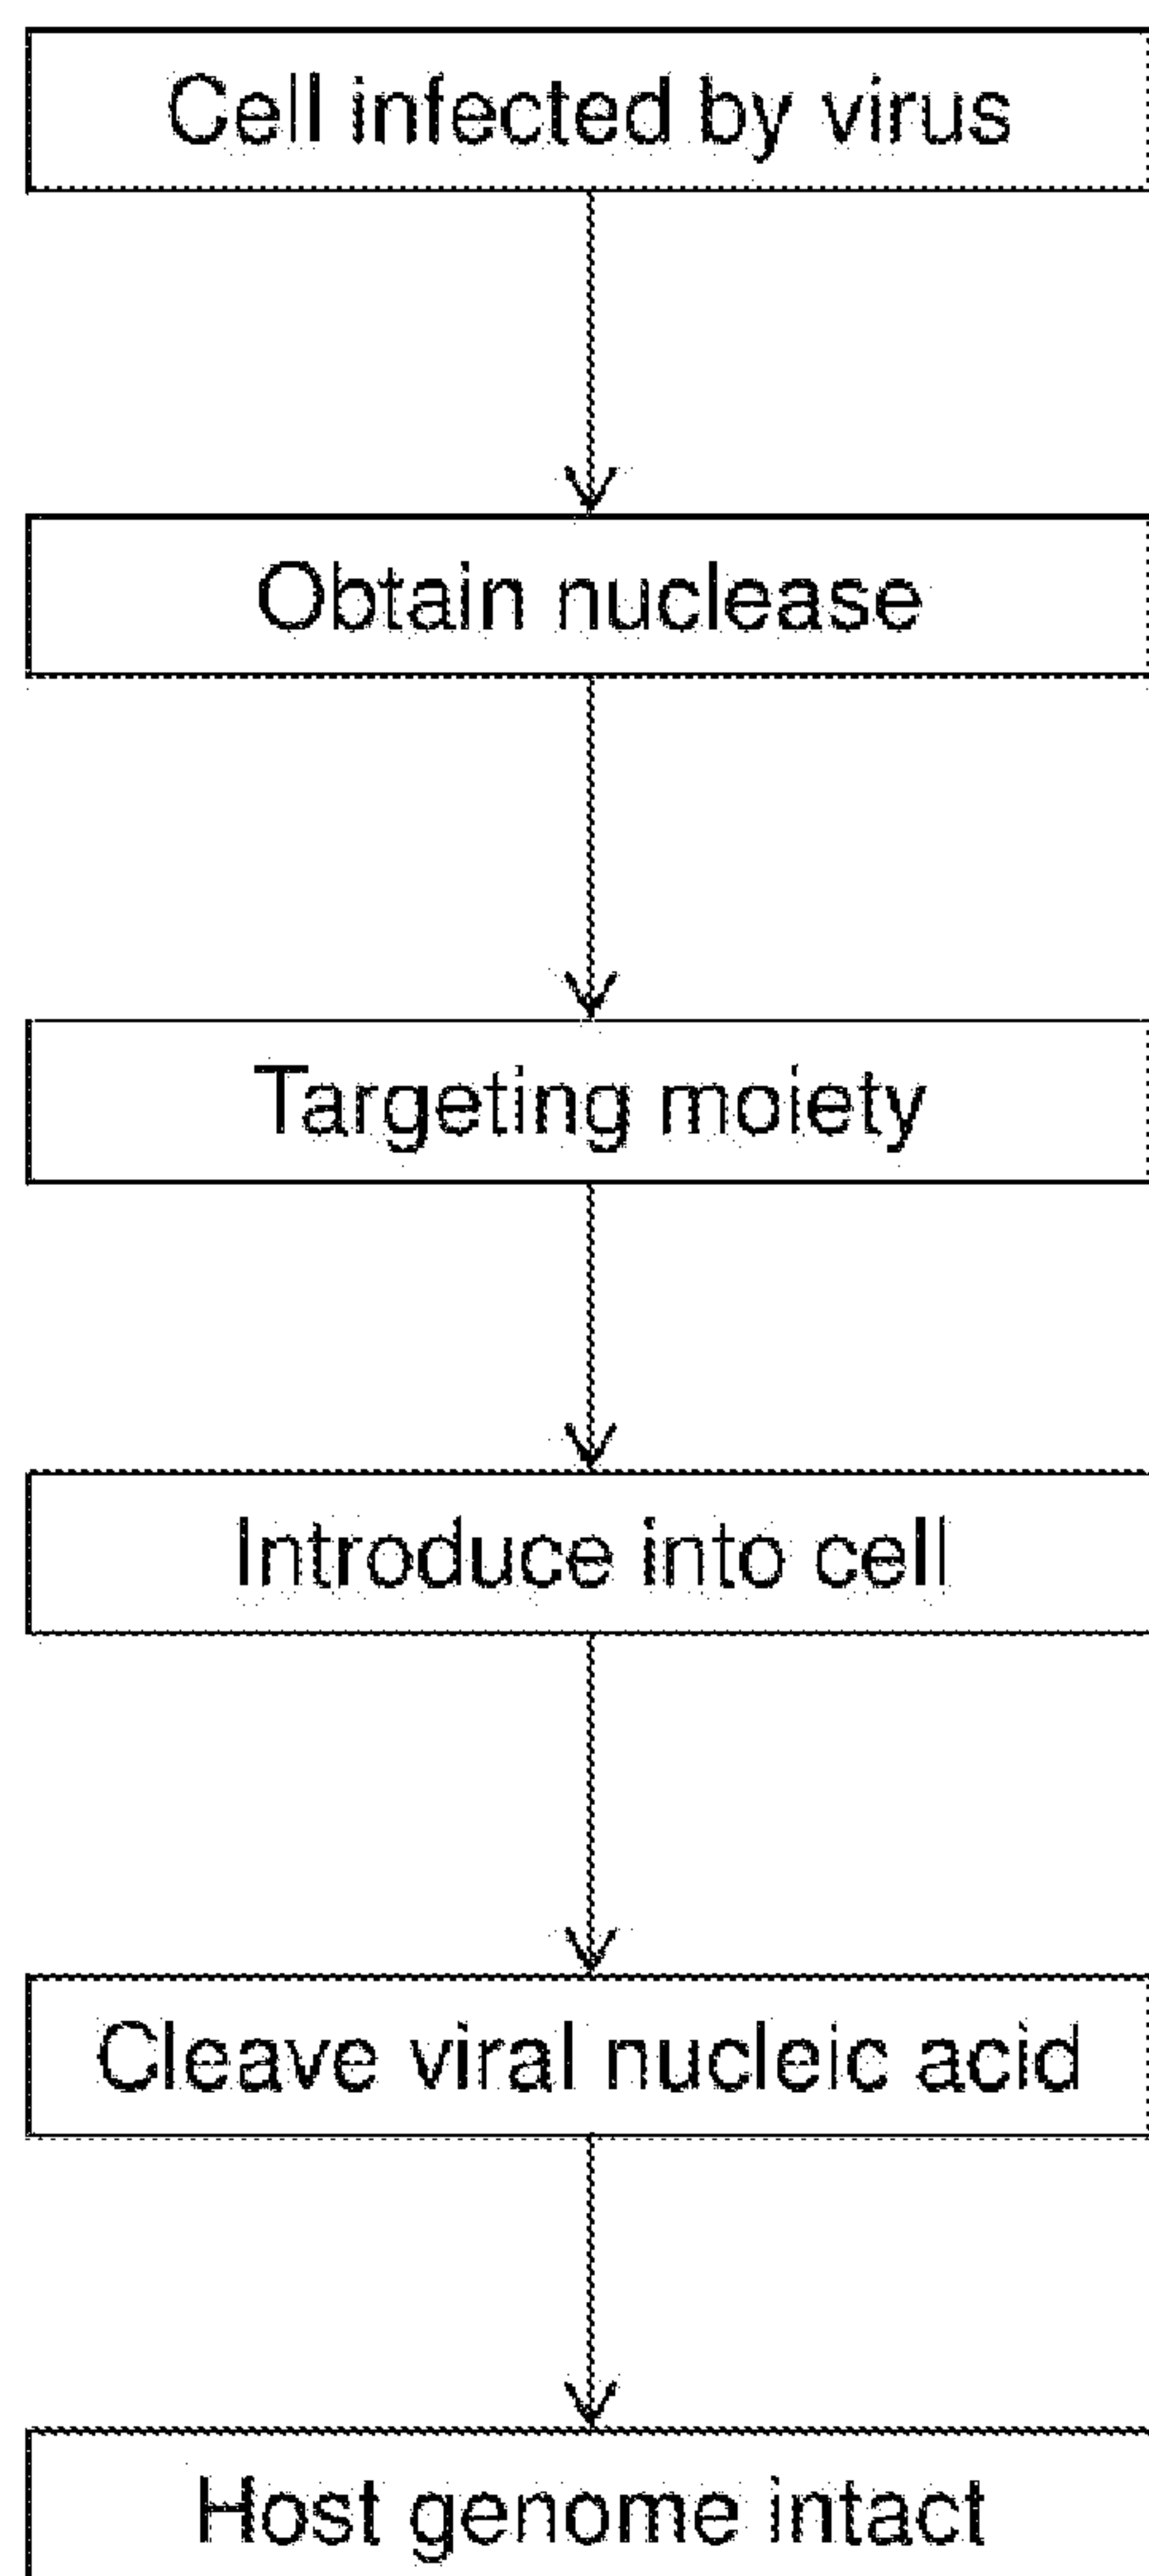 Cell infected by virus
Obtain nuclease
Targeting moiety
Introduce into cell
Cleave viral nucleic acid
Host genome intact